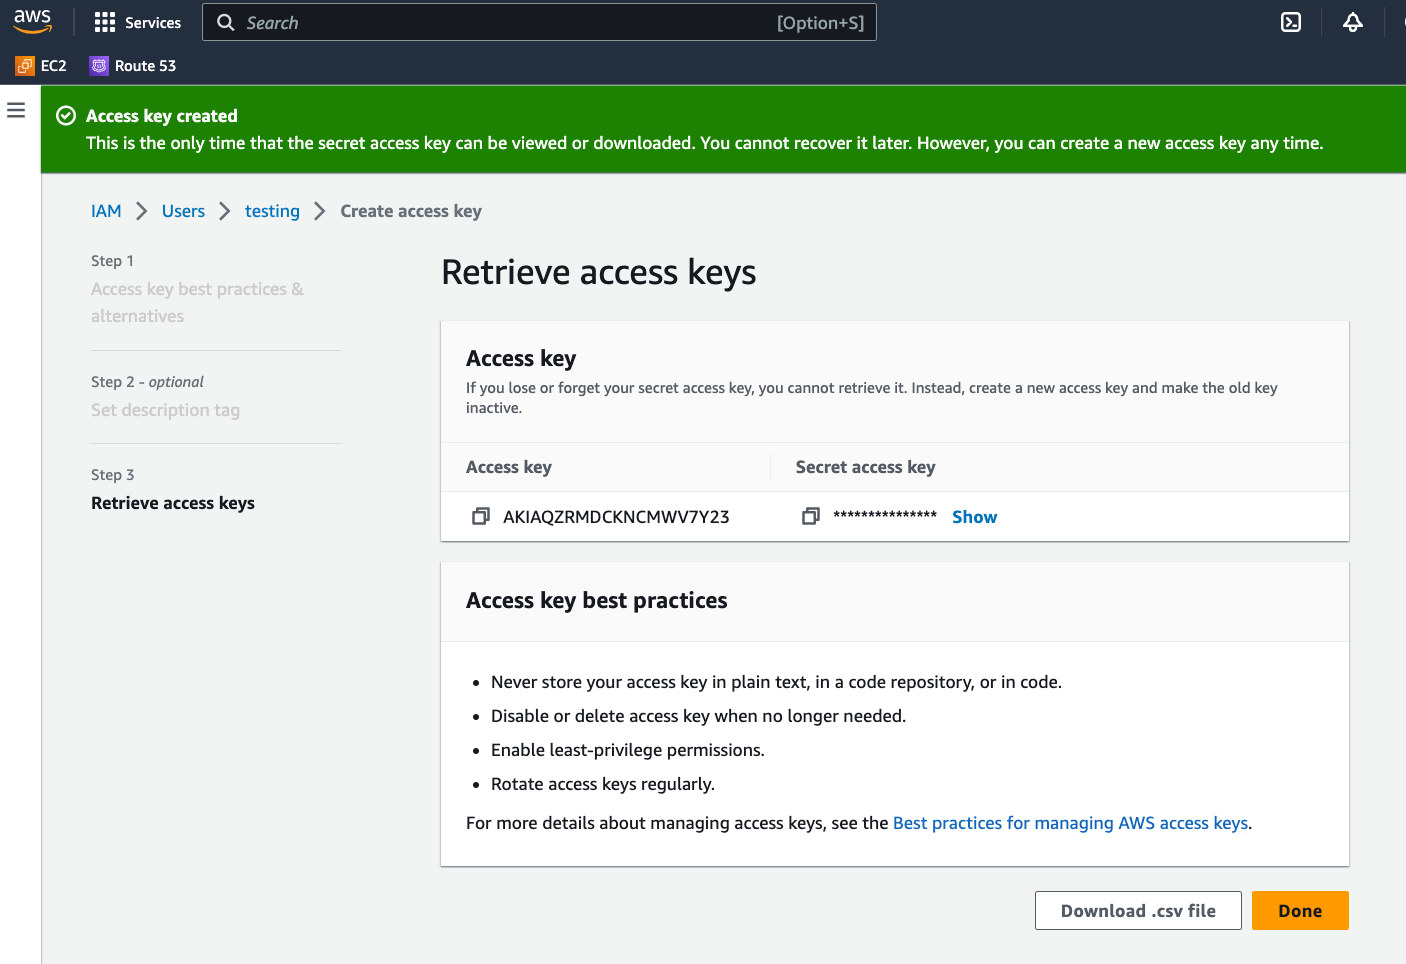 aws
Services
Search
[Option+S]
EC2
Route 53
Access key created
This is the only time that the secret access key can be viewed or downloaded. You cannot recover it later. However, you can create a new access key any time.
IAM
Users
testing
Create access key
Step 1
Access key best practices &
alternatives
Step 2 - optional
Set description tag
Step 3
Retrieve access keys
Retrieve access keys
Access key
If you lose or forget your secret access key, you cannot retrieve it. Instead, create a new access key and make the old key
inactive.
Access key
Secret access key
AKIAQZRMDCKNCMWV7Y23
***************
Show
Access key best practices
• Never store your access key in plain text, in a code repository, or in code.
• Disable or delete access key when no longer needed.
• Enable least-privilege permissions.
• Rotate access keys regularly.
For more details about managing access keys, see the Best practices for managing AWS access keys.
Download .csv file
Done